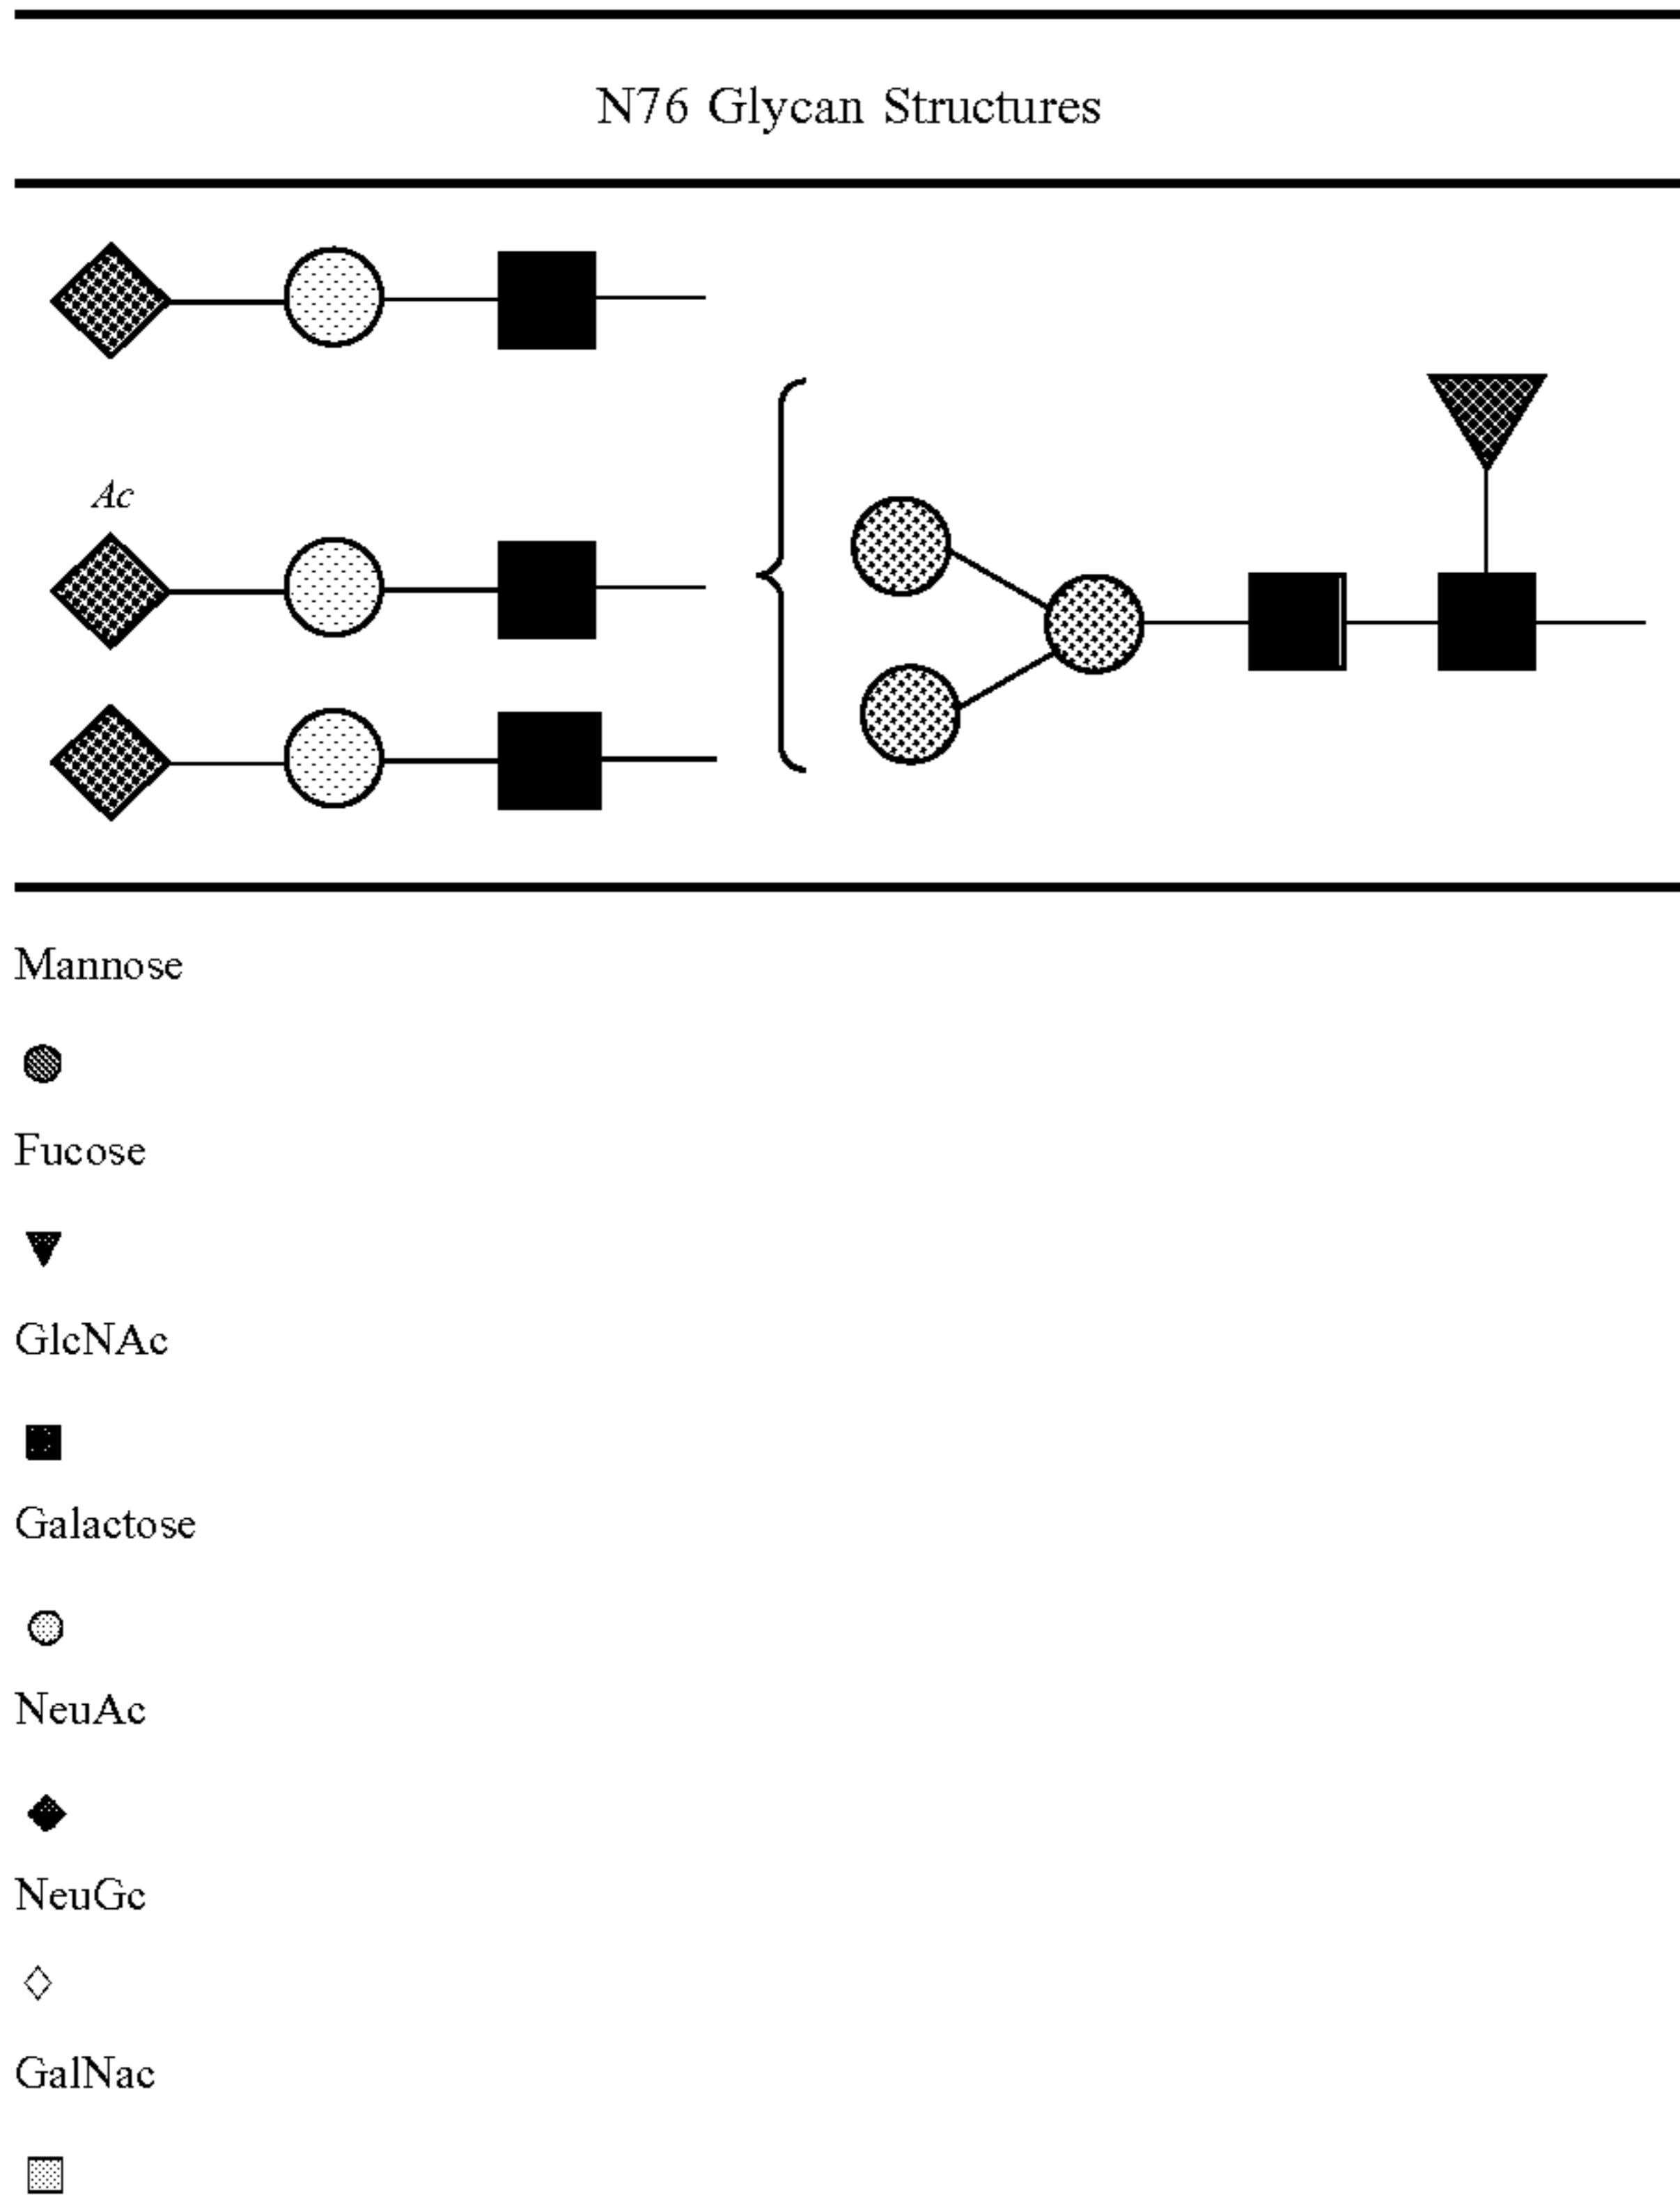 N76 Glycan Structures
Ac
Mannose
Fucose
GlcNAc
Galactose
NeuAc
NeuGc
GalNac